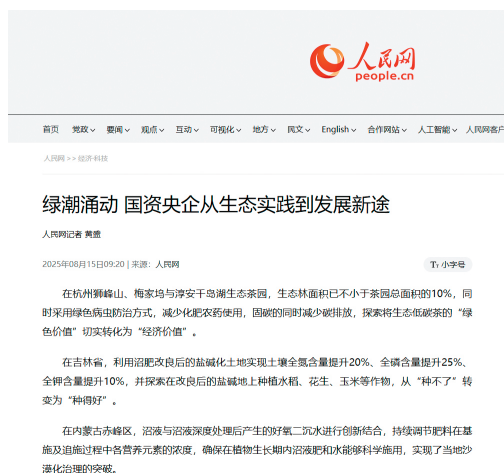 人民网
people.cn
首页 党政 要闻 观点 互动 可视化 地方 民文 English 合作网站 人工智能 人民网客户
人民网 >> 经济·科技
绿潮涌动 国资央企从生态实践到发展新途
人民网记者 黄盛
2025年08月15日09:20 | 来源：人民网
TT 小字号
在杭州狮峰山、梅家坞与淳安千岛湖生态茶园，生态林面积已不小于茶园总面积的10%，同
时采用绿色病虫防治方式，减少化肥农药使用，固碳的同时减少碳排放，探索将生态低碳茶的“绿
色价值”切实转化为“经济价值”。
在吉林省，利用沼肥改良后的盐碱化土地实现土壤全氮含量提升20%、全磷含量提升25%、
全钾含量提升10%，并探索在改良后的盐碱地上种植水稻、花生、玉米等作物，从“种不了”转
变为“种得好”。
在内蒙古赤峰区，沼液与沼液深度处理后产生的好氧二沉水进行创新结合，持续调节肥料在基
施及追施过程中各营养元素的浓度，确保在植物生长期内沼液肥和水能够科学施用，实现了当地沙
漠化治理的突破。